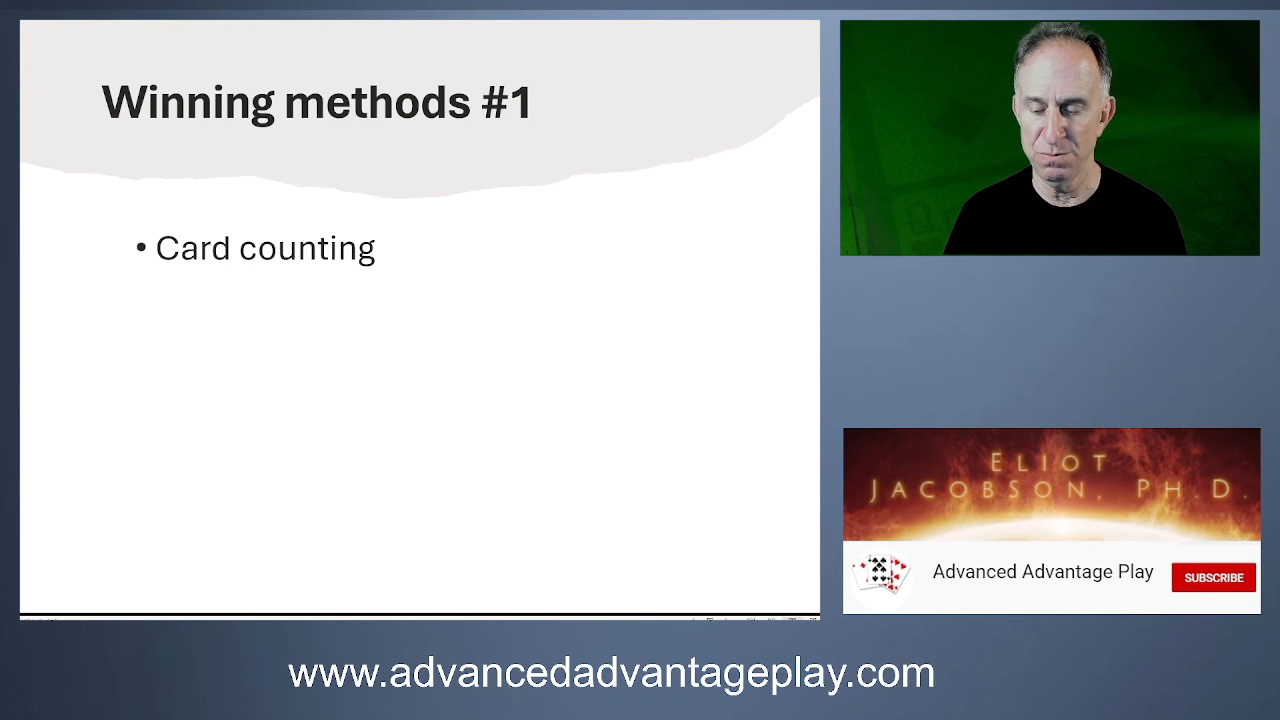 Winning methods #1
• Card counting
ELIOT
JACOBSON, PH.D.
Advanced Advantage Play
SUBSCRIBE
www.advancedadvantageplay.com